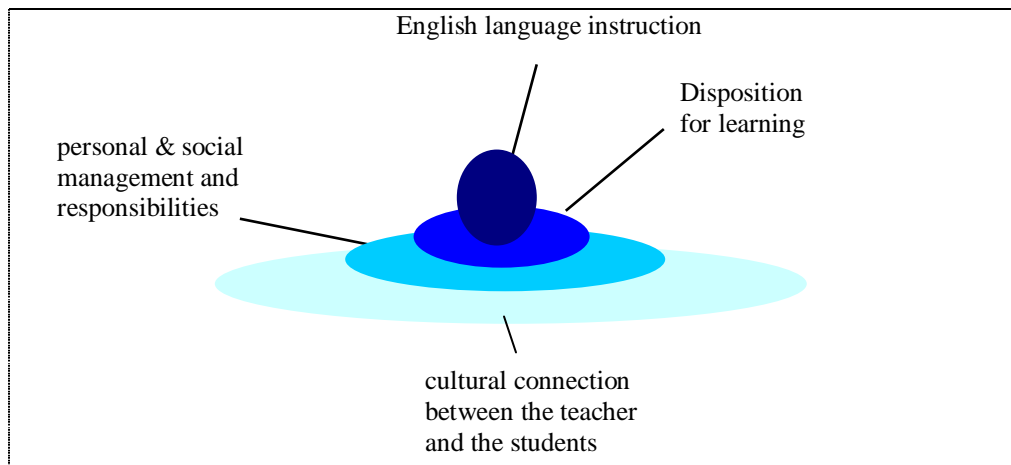 English language instruction
Disposition
for learning
personal & social
management and
responsibilities
cultural connection
between the teacher
and the students